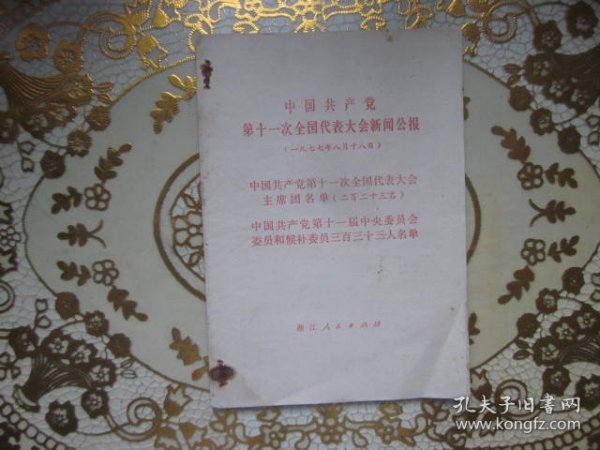 中国共产党
第十一次全国代表大会新闻公报
(一九七七年八月十八日)
中国共产党第十一次全国代表大会
主席团名单(二百二十三名)
中国共产党第十一届中央委员会
委员和候补委员三百三十三人名单
浙江人民出版社
孔夫子旧书网
www.kongfz.com